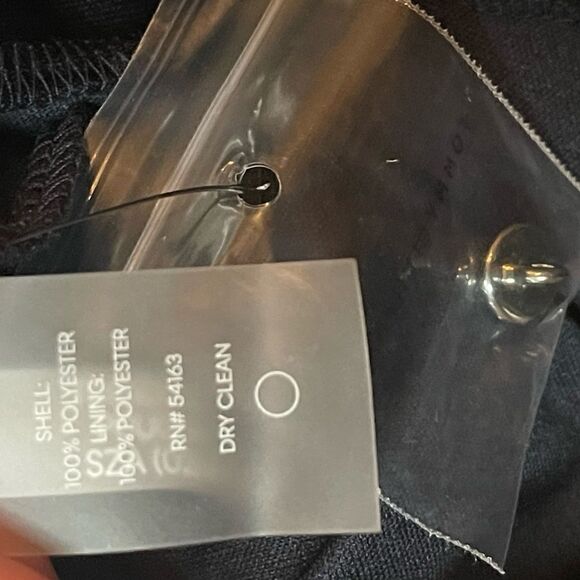 SHELL:
100% POLYESTER
LINING:
100% POLYESTER
RN# 54163
DRY CLEAN